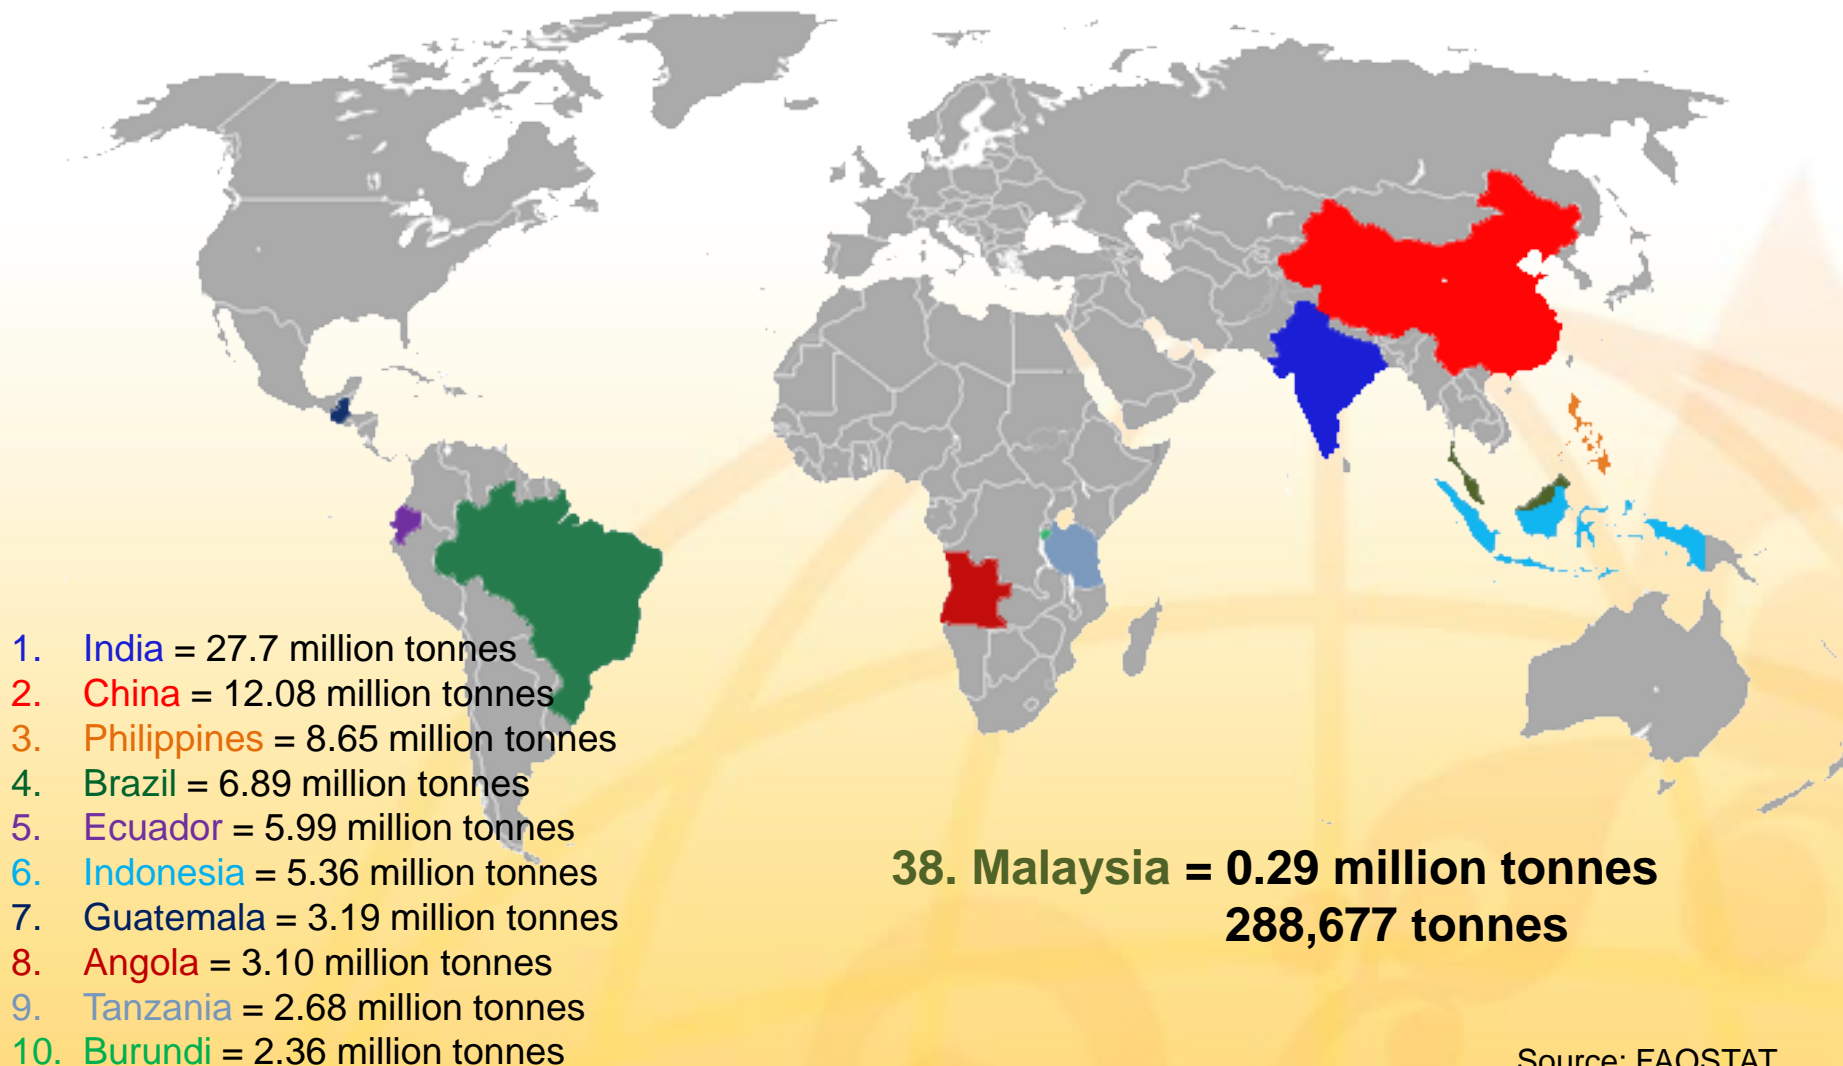 1. India = 27.7 million tonnes
2. China = 12.08 million tonnes
3. Philippines = 8.65 million tonnes
4. Brazil = 6.89 million tonnes
5. Ecuador = 5.99 million tonnes
6. Indonesia = 5.36 million tonnes
7. Guatemala = 3.19 million tonnes
8. Angola = 3.10 million tonnes
9. Tanzania = 2.68 million tonnes
10. Burundi = 2.36 million tonnes
38. Malaysia = 0.29 million tonnes
288,677 tonnes
Source: FAOSTAT